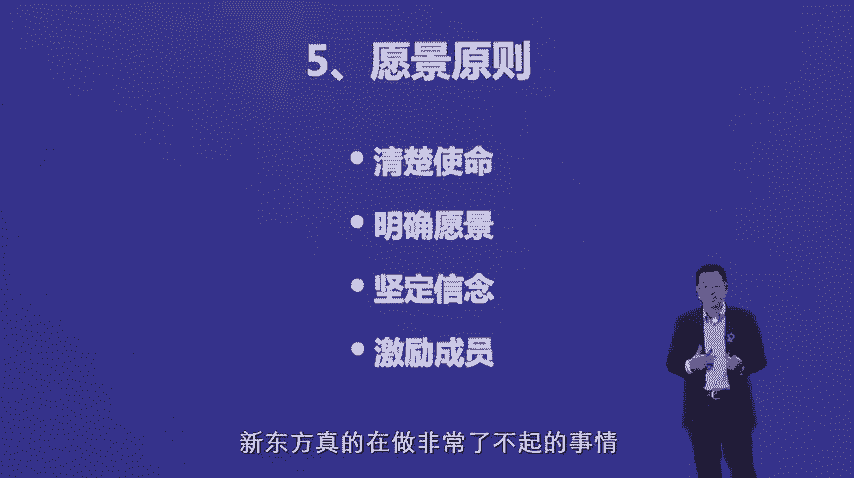 5、愿景原则
• 清楚使命
• 明确愿景
• 坚定信念
• 激励成员
新东方真的在做非常了不起的事情